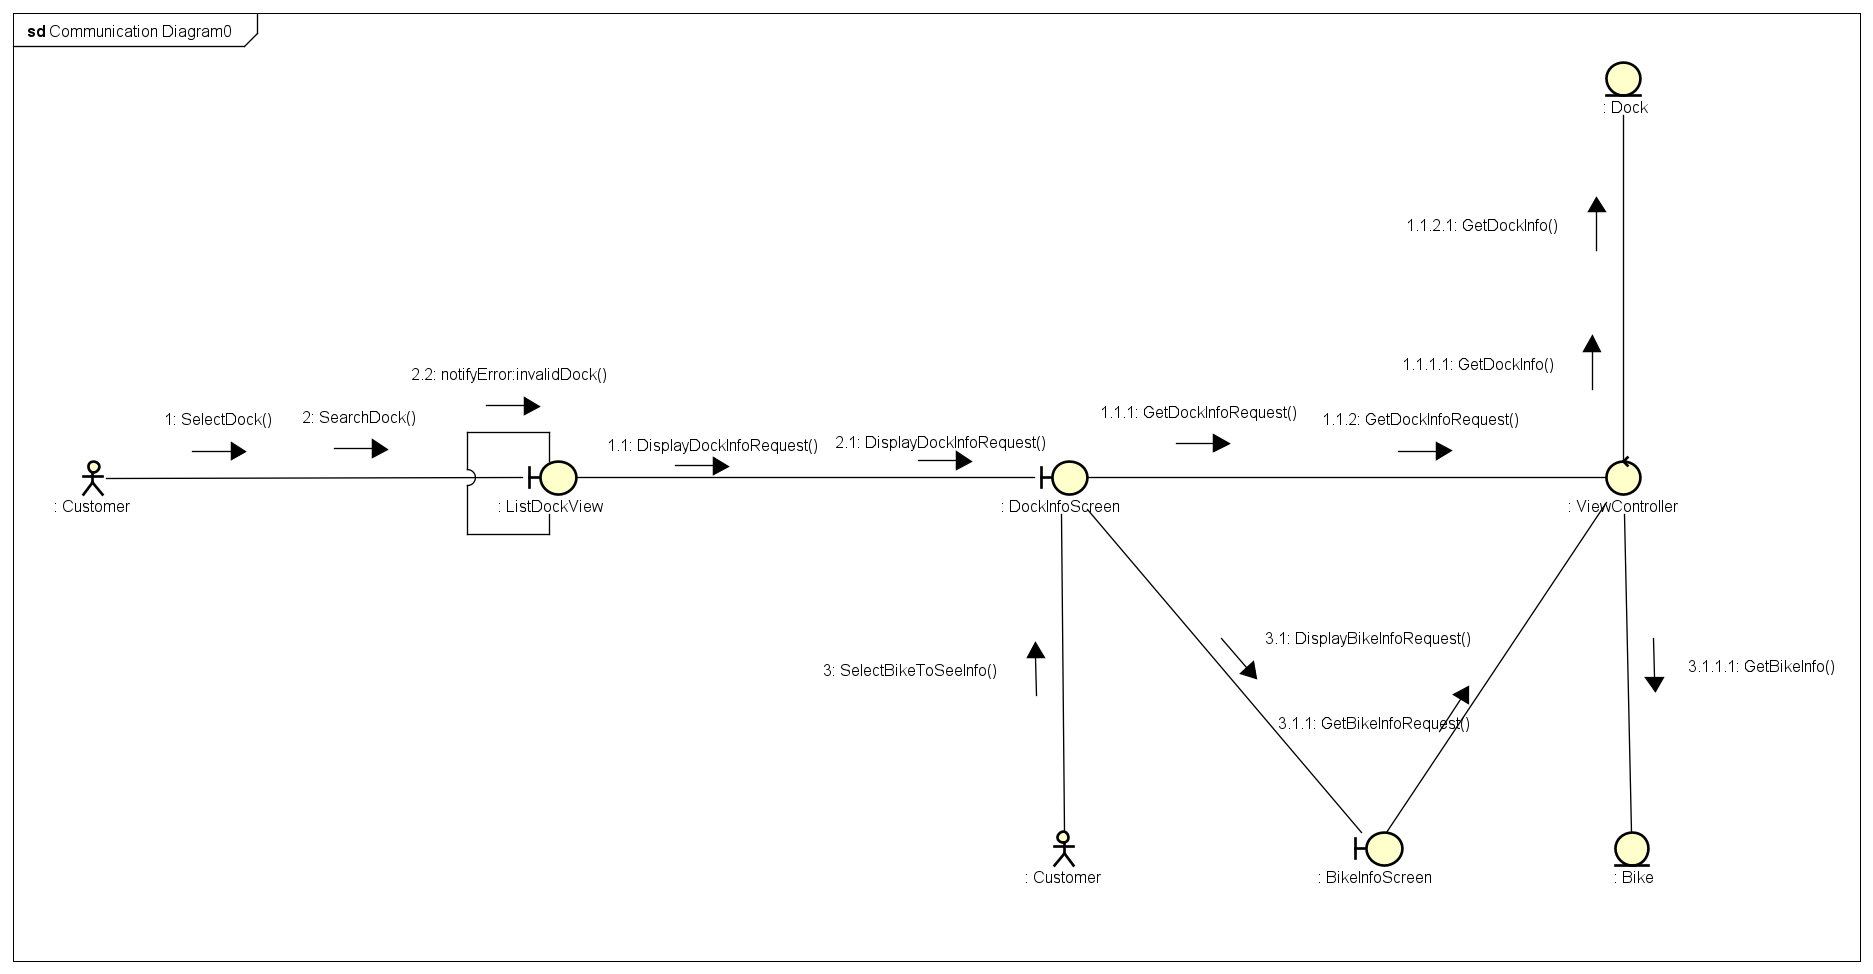 sd Communication Diagram0
: Dock
1.1.2.1: GetDockInfo()
1.1.1.1: GetDockInfo()
2.2: notifyError:invalidDock()
1: SelectDock()
2: SearchDock()
1.1: DisplayDockInfoRequest()
2.1: DisplayDockInfoRequest()
1.1.1: GetDockInfoRequest()
1.1.2: GetDockInfoRequest()
: Customer
: ListDockView
: DockInfoScreen
: ViewController
3: SelectBikeToSeeInfo()
3.1: DisplayBikeInfoRequest()
3.1.1.1: GetBikeInfo()
3.1.1: GetBikeInfoRequest()
: Customer
: BikeInfoScreen
: Bike